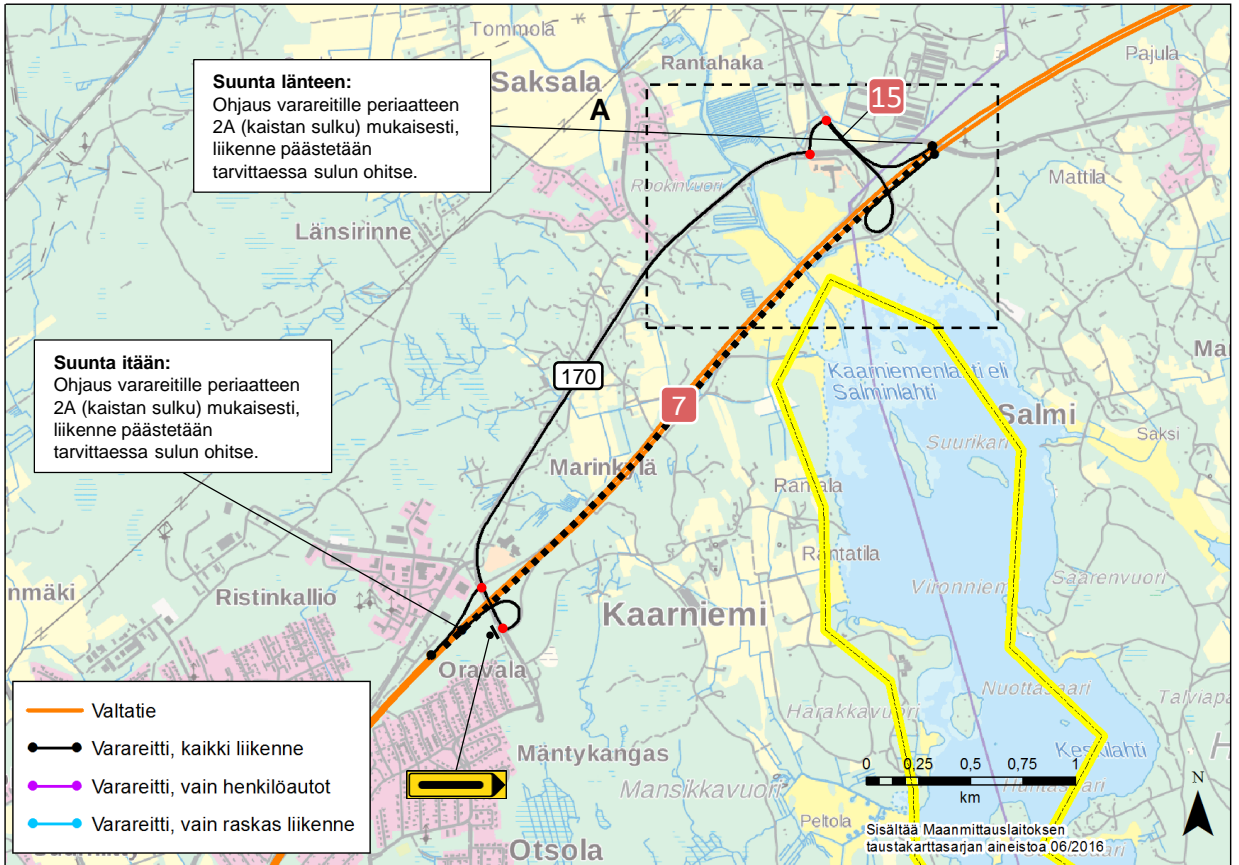 Tommola
Pajula
Suunta länteen:
Ohjaus varareitille periaatteen
2A (kaistan sulku) mukaisesti,
liikenne päästetään
tarvittaessa sulun ohitse.
Saksala
Rantahaka
A
15
Mattila
Rookinvuori
Länsirinne
Suunta itään:
Ohjaus varareitille periaatteen
2A (kaistan sulku) mukaisesti,
liikenne päästetään
tarvittaessa sulun ohitse.
170
7
Kaarniemenlahti eli
Salminlahti
Salmi
Suurikari
Saksi
Marinkylä
Rantala
Rantatila
Saarenvuori
Vironniemi
nmäki
Ristinkallio
Kaarniemi
Oravala
Nuottasaari
Talviapa
Harakkavuori
Keskilahti
Mäntykangas
Mansikkavuori
Peltola
Otsola
Valtatie
Varareitti, kaikki liikenne
Varareitti, vain henkilöautot
Varareitti, vain raskas liikenne
0 0,25 0,5 0,75 1
km
N
Sisältää Maanmittauslaitoksen
taustakarttasarjan aineistoa 06/2016